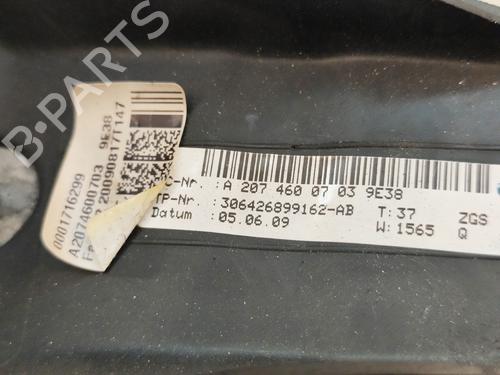 0001716299
A2074600703 9E38
20090817T147
C-Nr. : A 207 460 07 03 9E38
TP-Nr. : 306426899162-AB T: 37 ZGS
Datum : 05.06.09 W: 1565 Q
B-PARTS